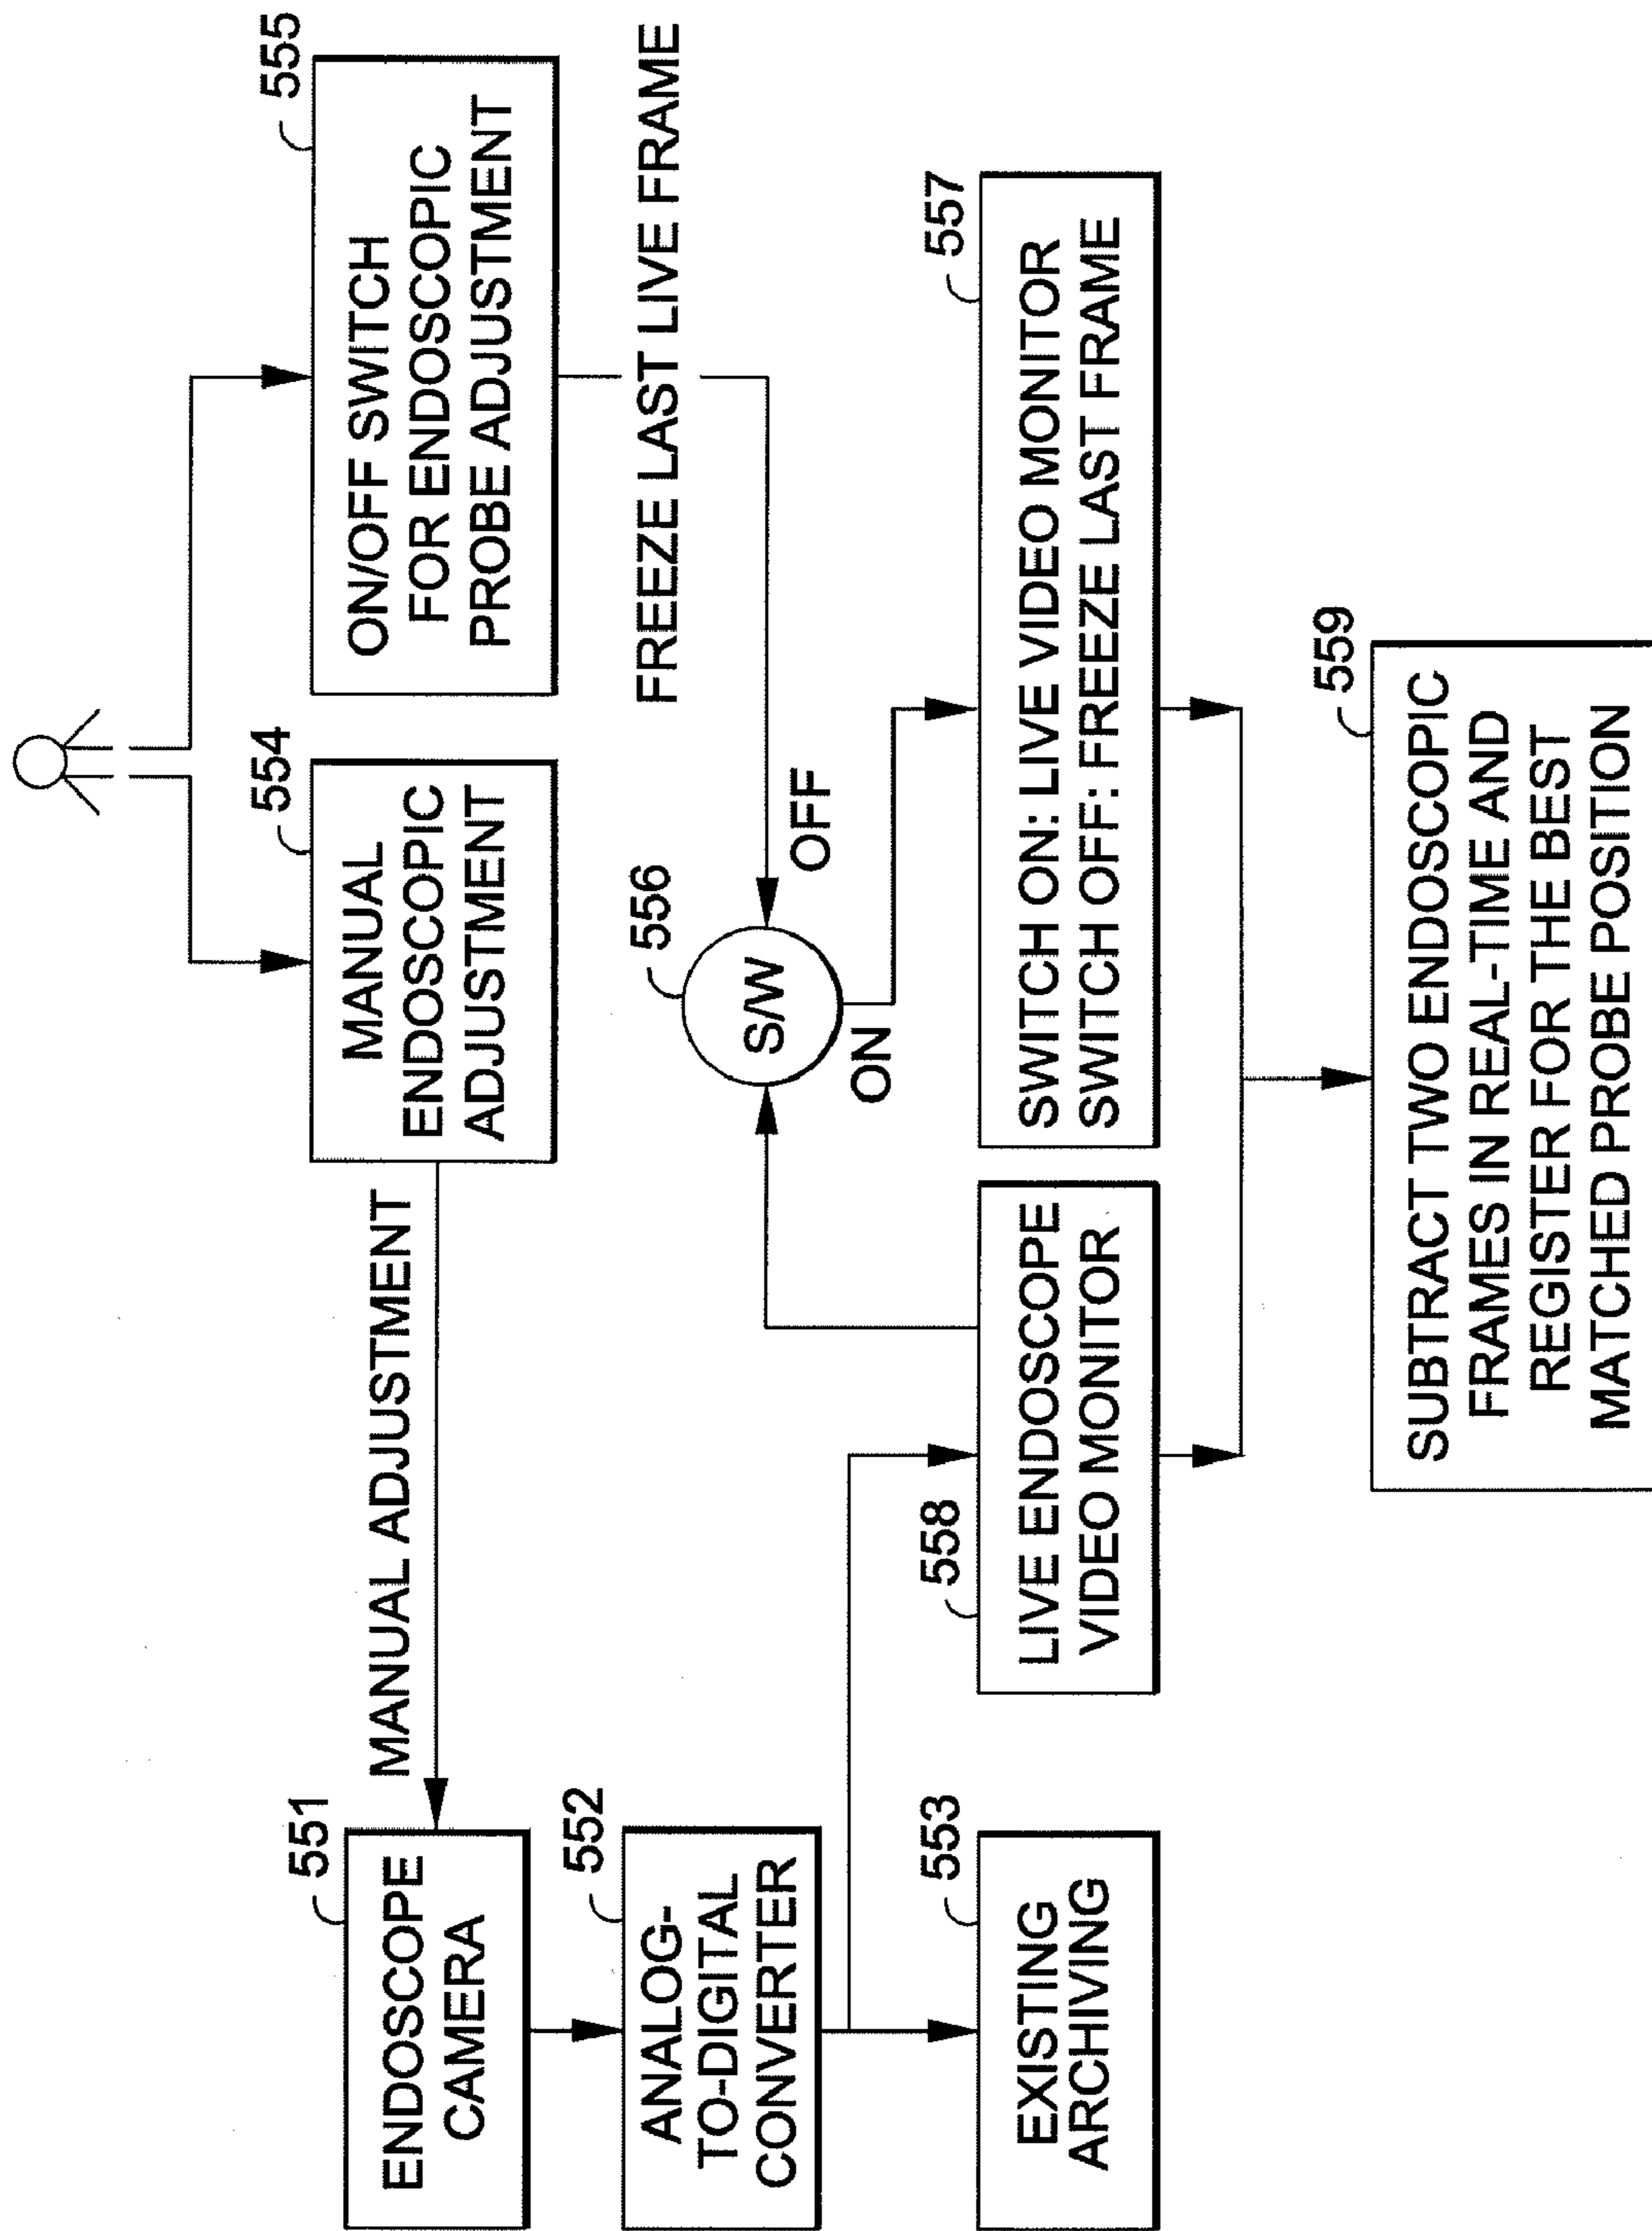 551
ENDOSCOPE
CAMERA
MANUAL ADJUSTMENT
554
MANUAL
ENDOSCOPIC
ADJUSTMENT
555
ON/OFF SWITCH
FOR ENDOSCOPIC
PROBE ADJUSTMENT
552
ANALOG-
TO-DIGITAL
CONVERTER
FREEZE LAST LIVE FRAME
556
S/W
OFF
ON
553
EXISTING
ARCHIVING
558
LIVE ENDOSCOPE
VIDEO MONITOR
557
SWITCH ON: LIVE VIDEO MONITOR
SWITCH OFF: FREEZE LAST FRAME
559
SUBTRACT TWO ENDOSCOPIC
FRAMES IN REAL-TIME AND
REGISTER FOR THE BEST
MATCHED PROBE POSITION